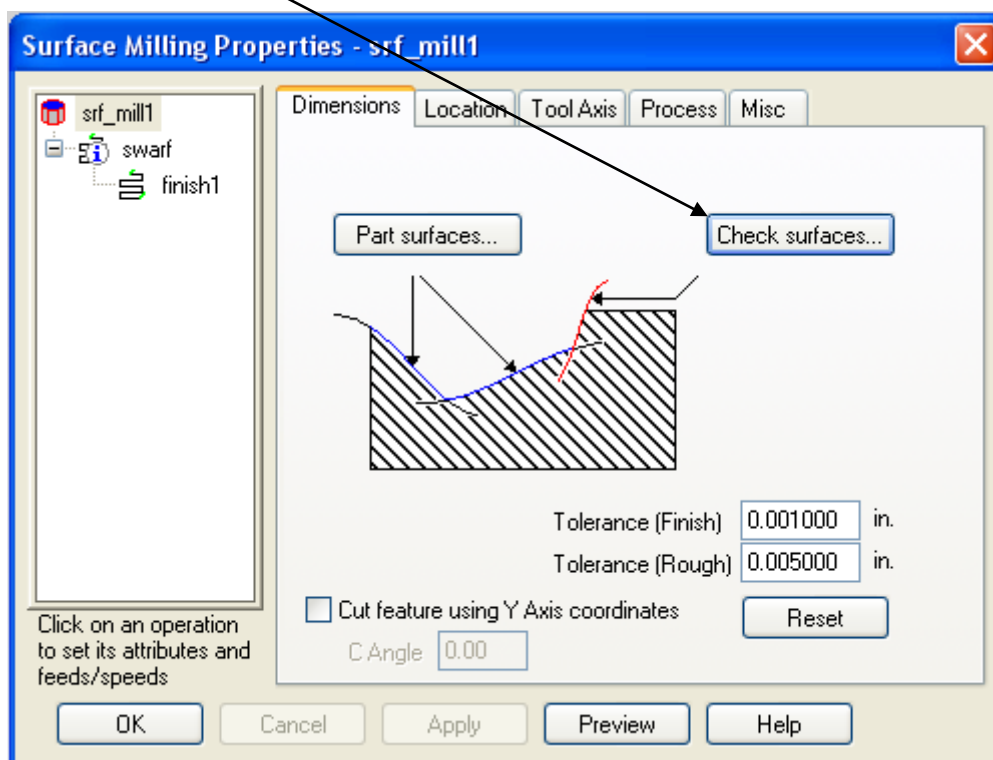 Surface Milling Properties - srf_mill1
srf_mill1
swarf
finish1
Dimensions Location Tool Axis Process Misc
Part surfaces... Check surfaces...
Tolerance (Finish) 0.001000 in.
Tolerance (Rough) 0.005000 in.
Cut feature using Y Axis coordinates Reset
C Angle 0.00
Click on an operation
to set its attributes and
feeds/speeds
OK Cancel Apply Preview Help